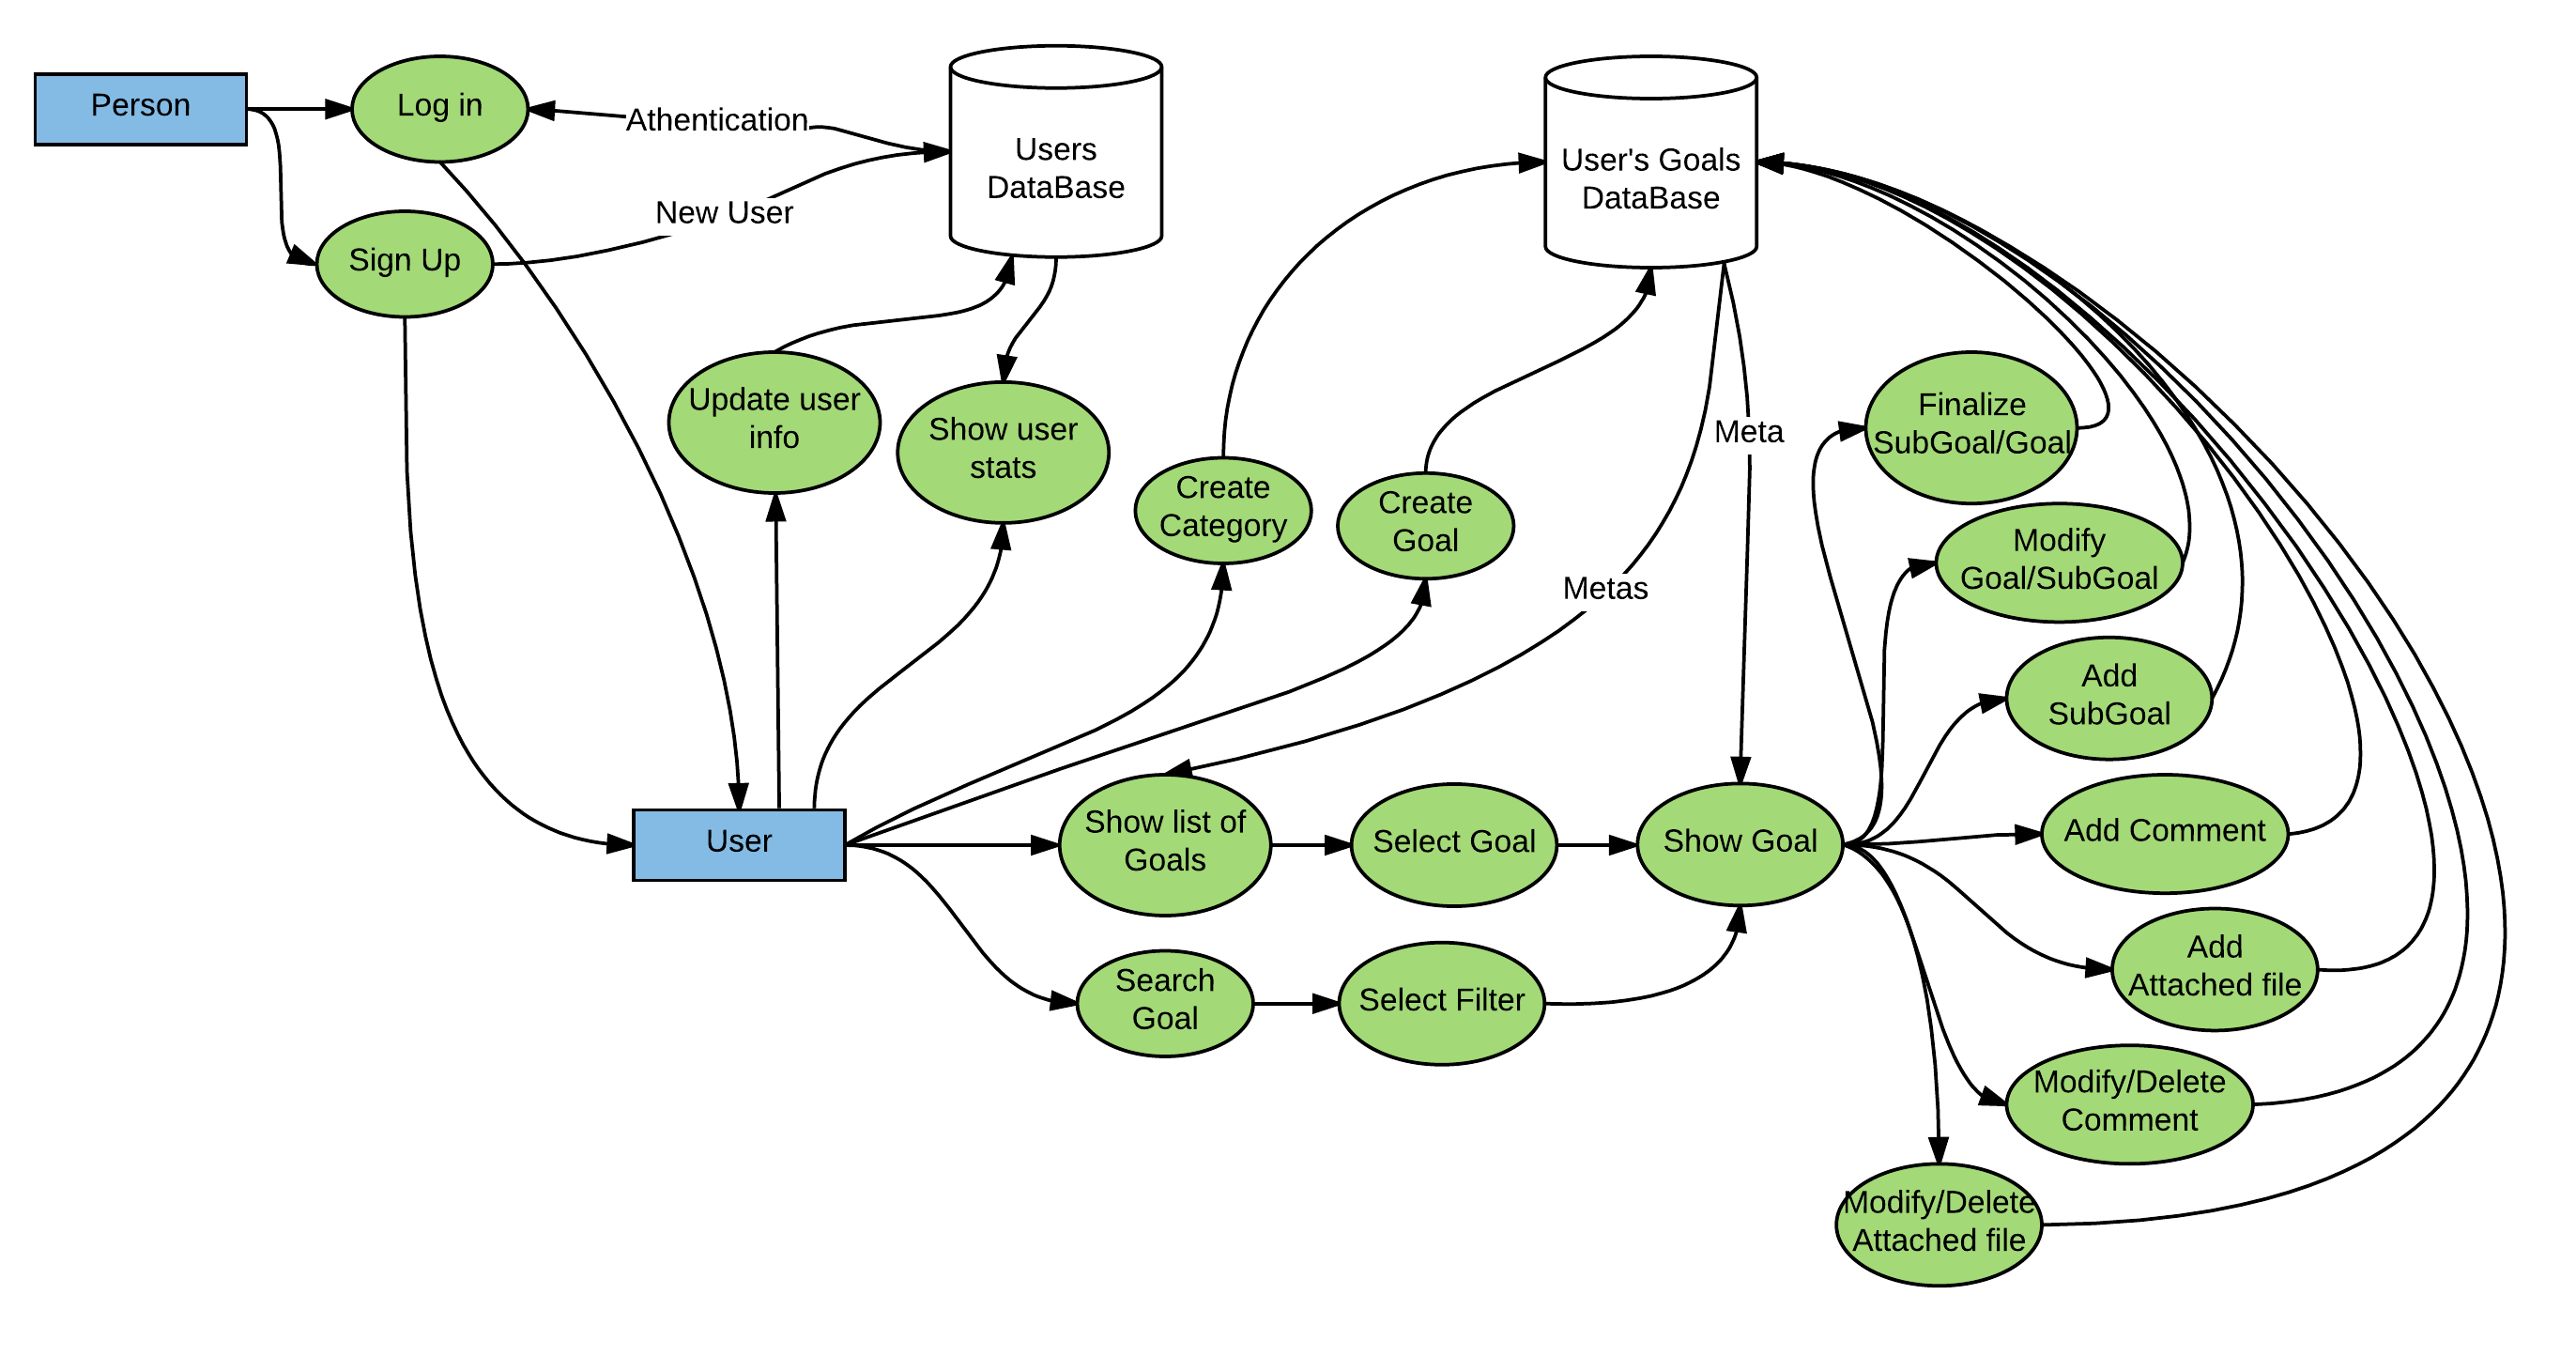 Person
Log in
Athentication
Users
DataBase
User's Goals
DataBase
New User
Sign Up
Update user
info
Show user
stats
Create
Category
Create
Goal
Meta
Metas
Finalize
SubGoal/Goal
Modify
Goal/SubGoal
Add
SubGoal
User
Show list of
Goals
Select Goal
Show Goal
Add Comment
Search
Goal
Select Filter
Add
Attached file
Modify/Delete
Comment
Modify/Delete
Attached file